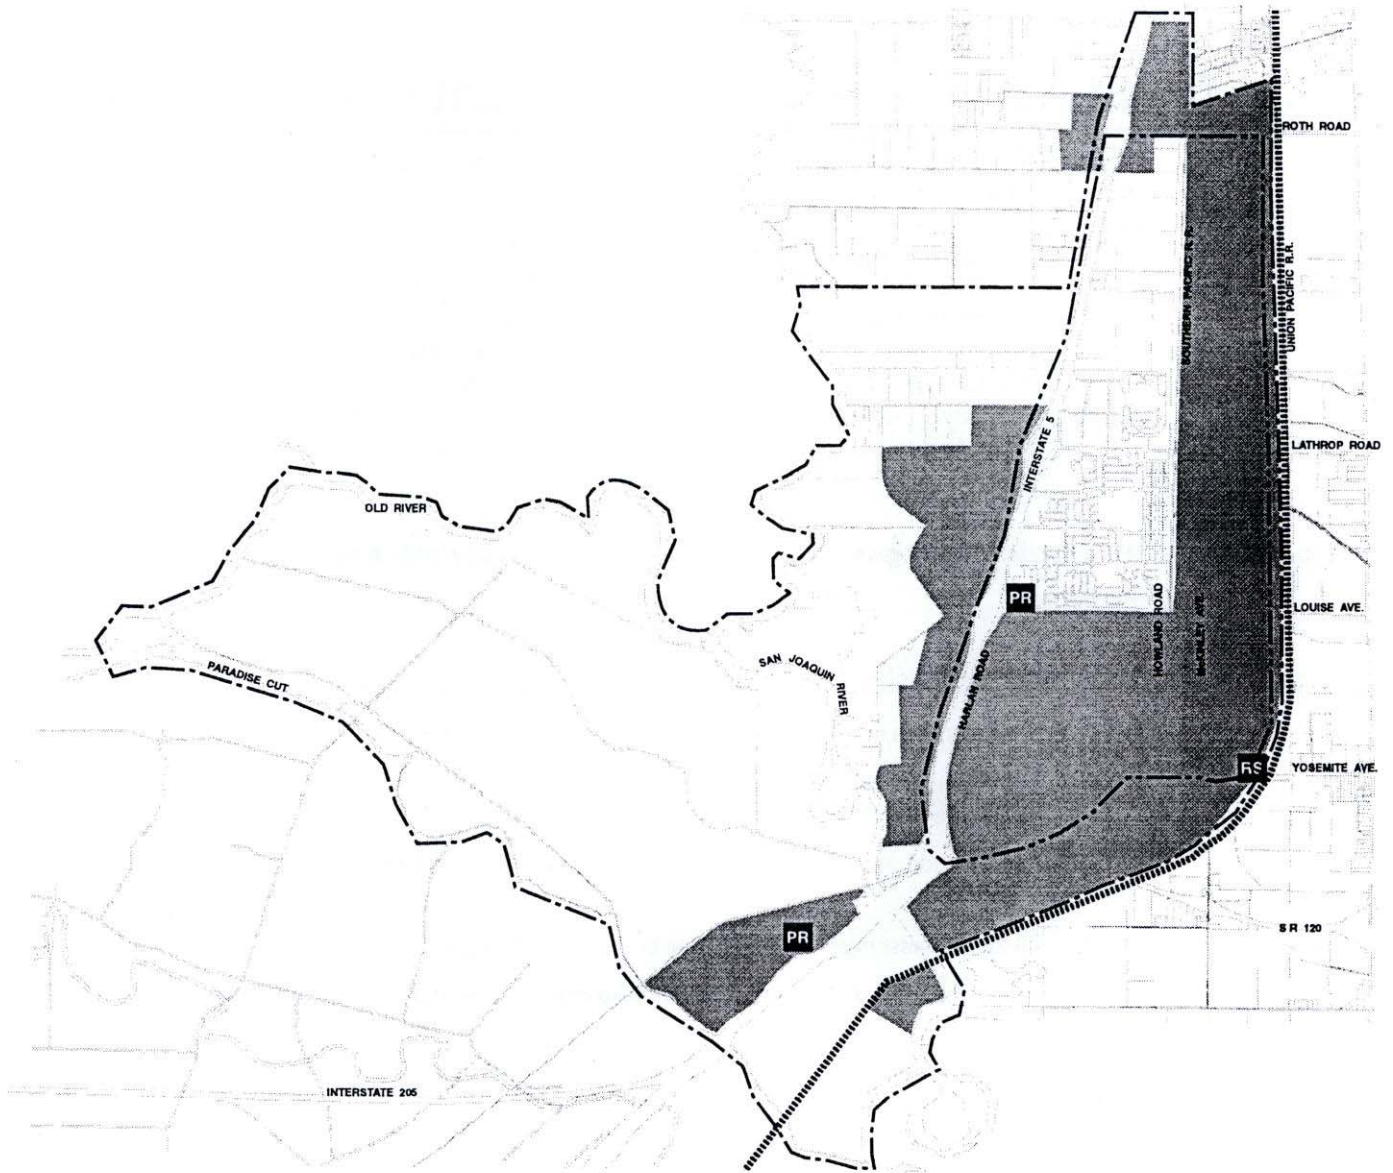 ROTH ROAD
SOUTHERN PACIFIC R.R.
UNION PACIFIC R.R.
LATHROP ROAD
INTERSTATE 5
OLD RIVER
PR
LOUISE AVE.
HOWLAND ROAD
McKINLEY AVE.
SAN JOAQUIN RIVER
PARADISE CUT
HARLAN ROAD
RS
YOSEMITE AVE.
PR
SR 120
INTERSTATE 205